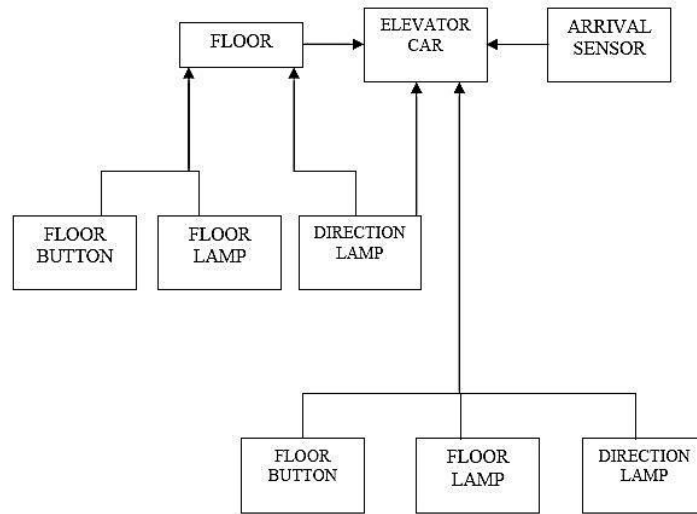 FLOOR
ELEVATOR
CAR
ARRIVAL
SENSOR
FLOOR
BUTTON
FLOOR
LAMP
DIRECTION
LAMP
FLOOR
BUTTON
FLOOR
LAMP
DIRECTION
LAMP